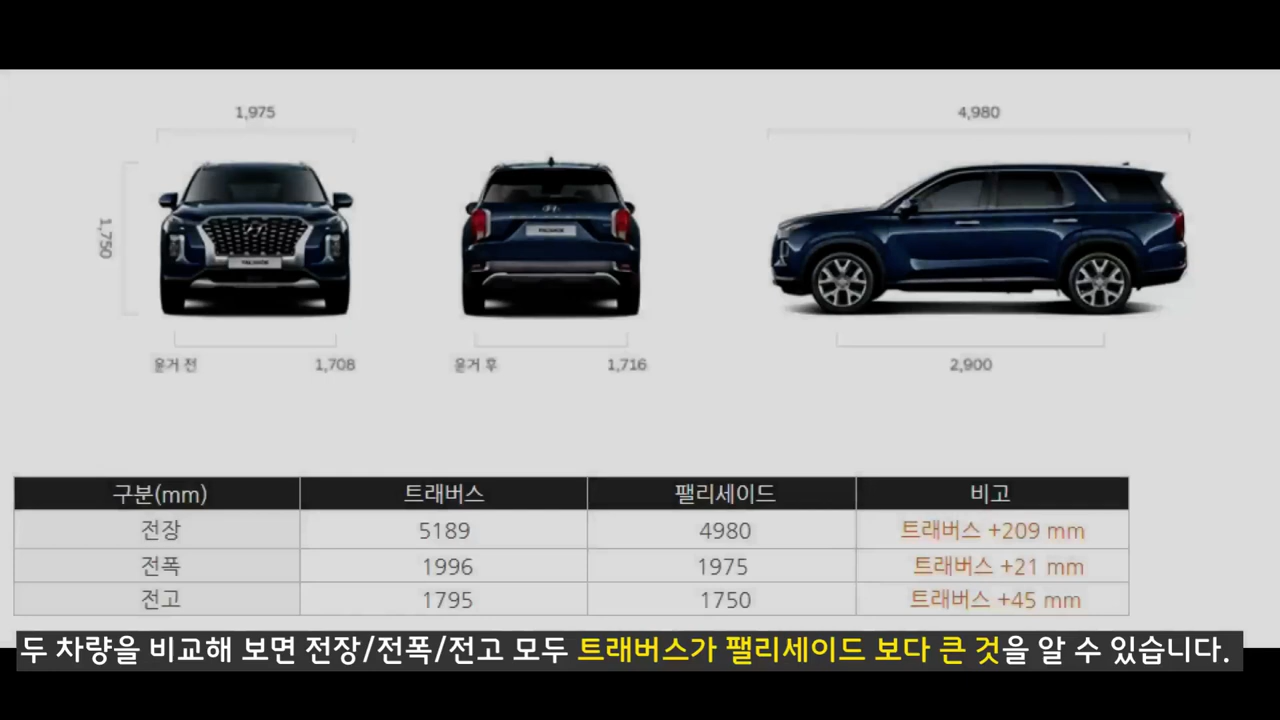 1,975
4,980
1,750
윤거 전 1,708
윤거 후 1,716
2,900
구분(mm) 트래버스 팰리세이드 비고
전장 5189 4980 트래버스 +209 mm
전폭 1996 1975 트래버스 +21 mm
전고 1795 1750 트래버스 +45 mm
두 차량을 비교해 보면 전장/전폭/전고 모두 트래버스가 팰리세이드 보다 큰 것을 알 수 있습니다.